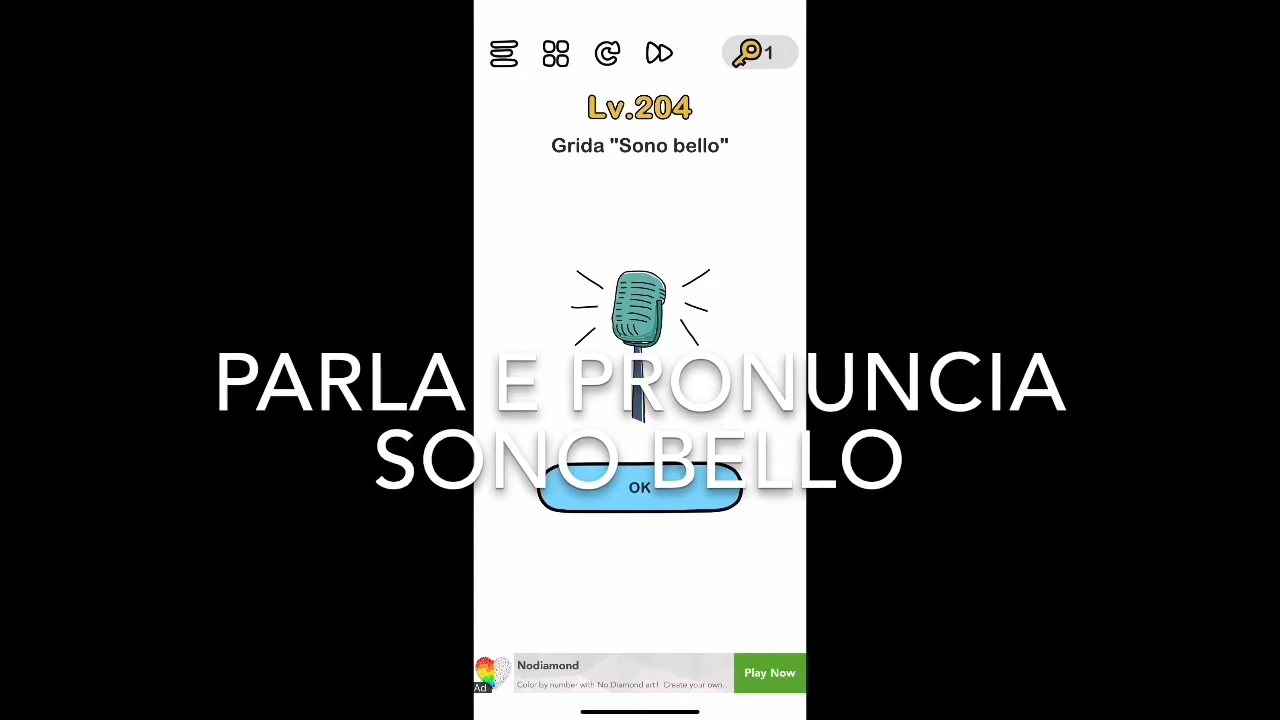 1
Lv.204
Grida "Sono bello"
PARLA E PRONUNCIA
SONO BELLO
OK
Nodiamond
Color by number with No.Diamond art! Create your own...
Play Now
Ad